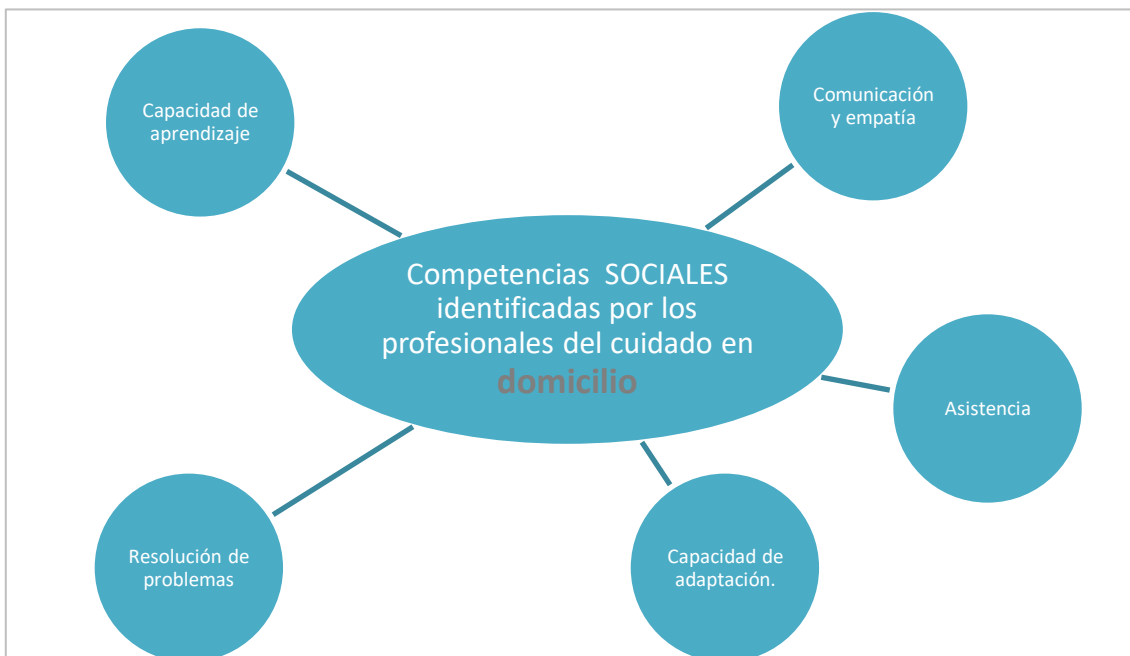 Capacidad de
aprendizaje
Comunicación
y empatía
Competencias SOCIALES
identificadas por los
profesionales del cuidado en
domicilio
Asistencia
Resolución de
problemas
Capacidad de
adaptación.